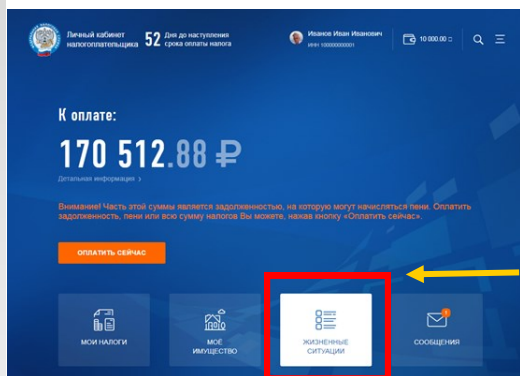 Личный кабинет
налогоплательщика
52 Дня до наступления
срока оплаты налога
Иванов Иван Иванович
ИНН 100000000001
10 000.00
К оплате:
170 512.88 ₽
Детальная информация >
Внимание! Часть этой суммы является задолженностью, на которую могут начисляться пени. Оплатить
задолженность, пени или всю сумму налогов Вы можете, нажав кнопку «Оплатить сейчас».
ОПЛАТИТЬ СЕЙЧАС
МОИ НАЛОГИ
МОЁ
ИМУЩЕСТВО
ЖИЗНЕННЫЕ
СИТУАЦИИ
СООБЩЕНИЯ